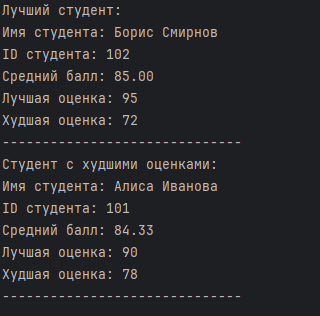 Лучший студент:
Имя студента: Борис Смирнов
ID студента: 102
Средний балл: 85.00
Лучшая оценка: 95
Худшая оценка: 72
------------------------------
Студент с худшими оценками:
Имя студента: Алиса Иванова
ID студента: 101
Средний балл: 84.33
Лучшая оценка: 90
Худшая оценка: 78
------------------------------